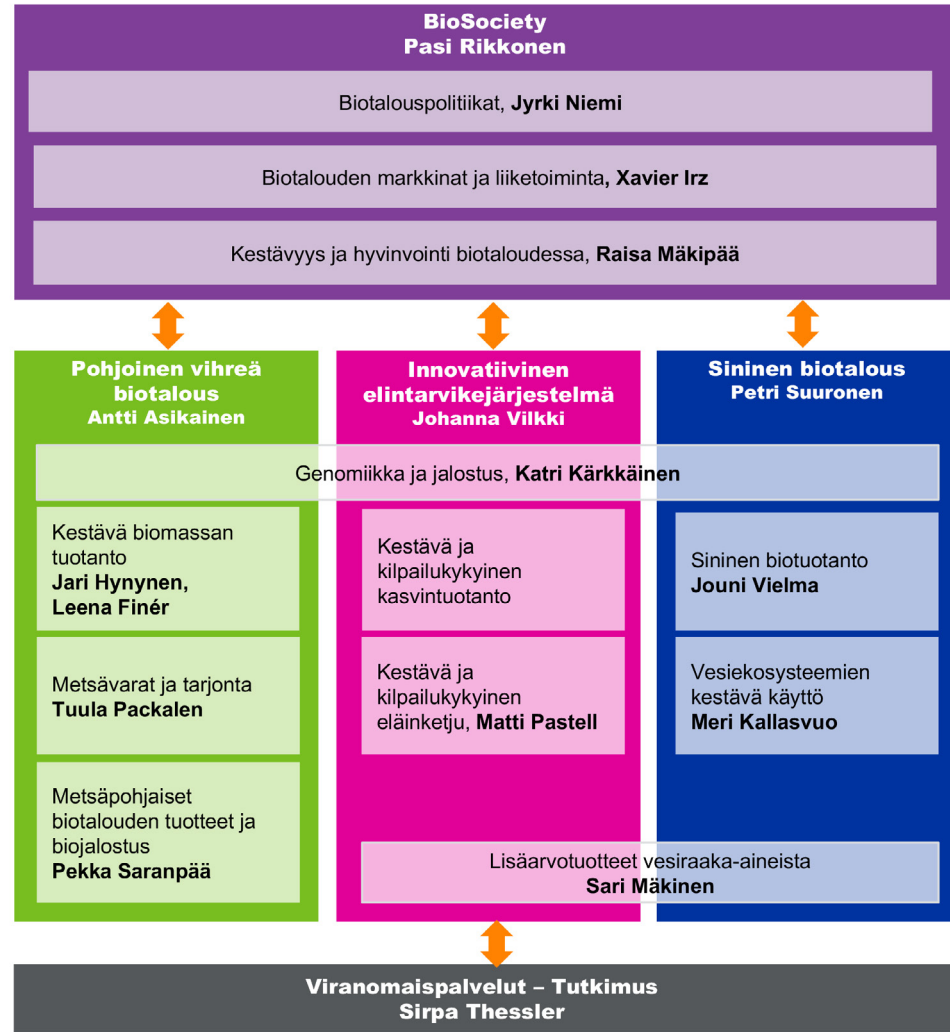 BioSociety
Pasi Rikkonen
Biotalouspolitiikat, Jyrki Niemi
Biotalouden markkinat ja liiketoiminta, Xavier Irz
Kestävyys ja hyvinvointi biotaloudessa, Raisa Mäkipää
Pohjoinen vihreä
biotalous
Antti Asikainen
Innovatiivinen
elintarvikejärjestelmä
Johanna Vilkki
Sininen biotalous
Petri Suuronen
Genomiikka ja jalostus, Katri Kärkkäinen
Kestävä biomassan
tuotanto
Jari Hynynen,
Leena Finér
Metsävarat ja tarjonta
Tuula Packalen
Metsäpohjaiset
biotalouden tuotteet ja
biojalostus
Pekka Saranpää
Kestävä ja
kilpailukykyinen
kasvintuotanto
Kestävä ja
kilpailukykyinen
eläinketju, Matti Pastell
Sininen biotuotanto
Jouni Vielma
Vesiekosysteemien
kestävä käyttö
Meri Kallasvuo
Lisäarvotuotteet vesiraaka-aineista
Sari Mäkinen
Viranomaispalvelut – Tutkimus
Sirpa Thessler